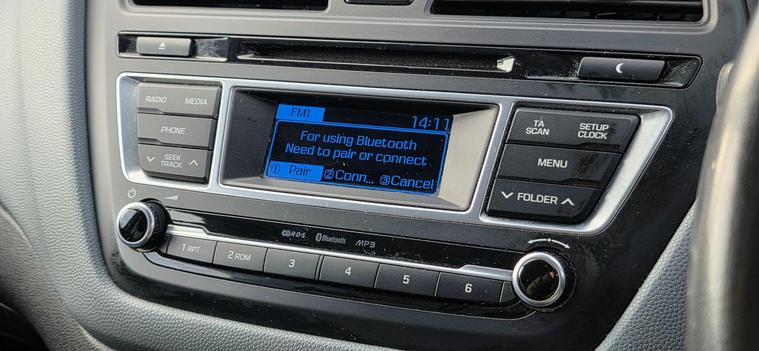 RADIO MEDIA
PHONE
SEEK
TRACK
FM1 14:11
For using Bluetooth
Need to pair or connect
① Pair ②Conn... ③Cancel
TA
SCAN
SETUP
CLOCK
MENU
FOLDER
R·D·S Bluetooth MP3
1 RPT 2 RDM 3 4 5 6